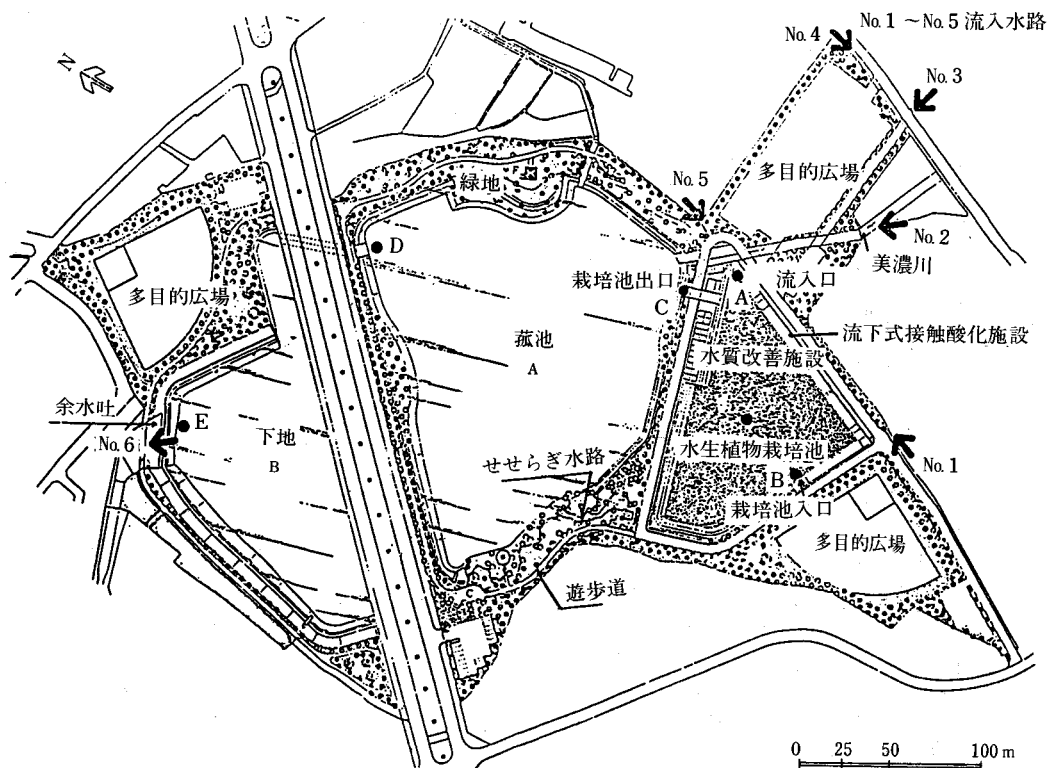 No.1 ~No.5 流入水路
No.4
No.3
N
緑地
多目的広場
No.5
No.2
D
美濃川
多目的広場
栽培池出口
流入口
A
C
菰池
流下式接触酸化施設
A
水質改善施設
余水吐
E
No.6
下地
せせらぎ水路
水生植物栽培池
No.1
B
B
栽培池入口
多目的広場
遊歩道
C
0 25 50 100 m